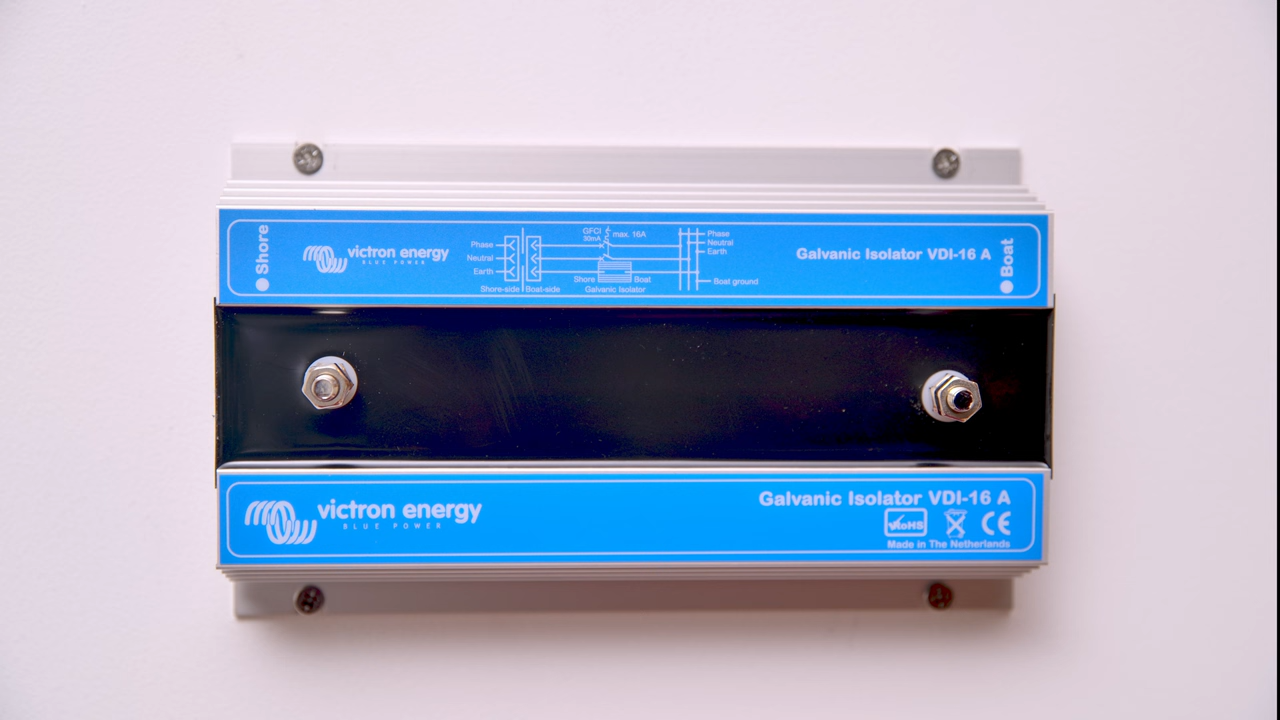 Shore
victron energy
BLUE POWER
Phase
Neutral
Earth
Shore-side
Boat-side
GFCI
30mA
max. 16A
Shore
Boat
Galvanic Isolator
Phase
Neutral
Earth
Boat ground
Galvanic Isolator VDI-16 A
Boat
victron energy
BLUE POWER
Galvanic Isolator VDI-16 A
RoHS
CE
Made in The Netherlands